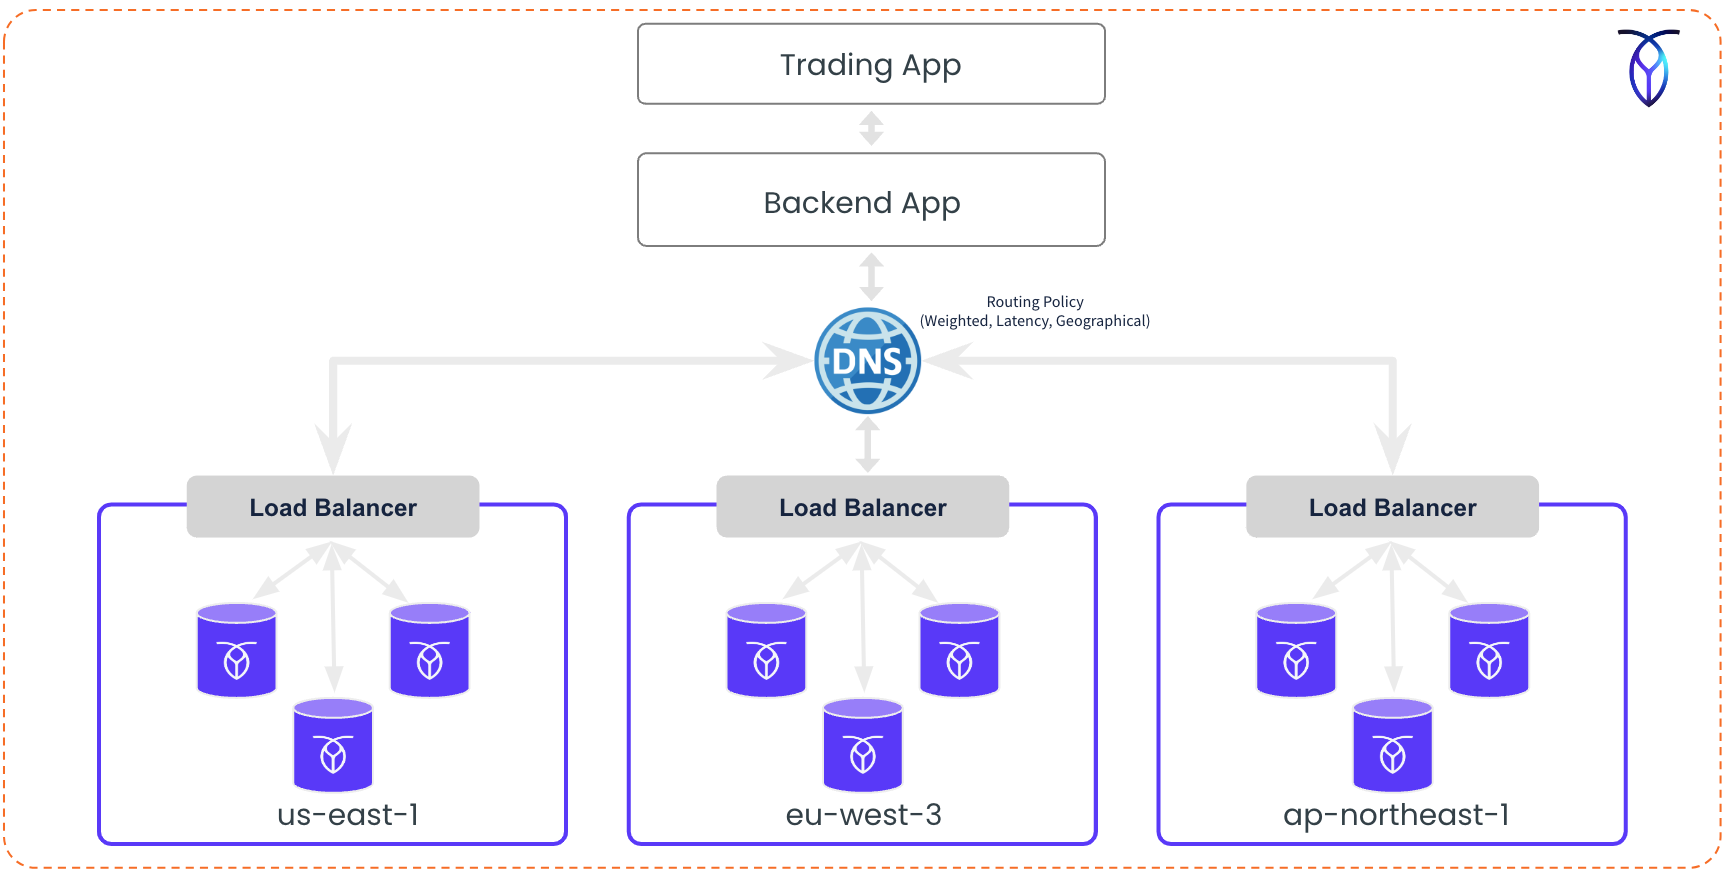 Trading App
Backend App
Routing Policy
(Weighted, Latency, Geographical)
DNS
Load Balancer
Load Balancer
Load Balancer
us-east-1
eu-west-3
ap-northeast-1